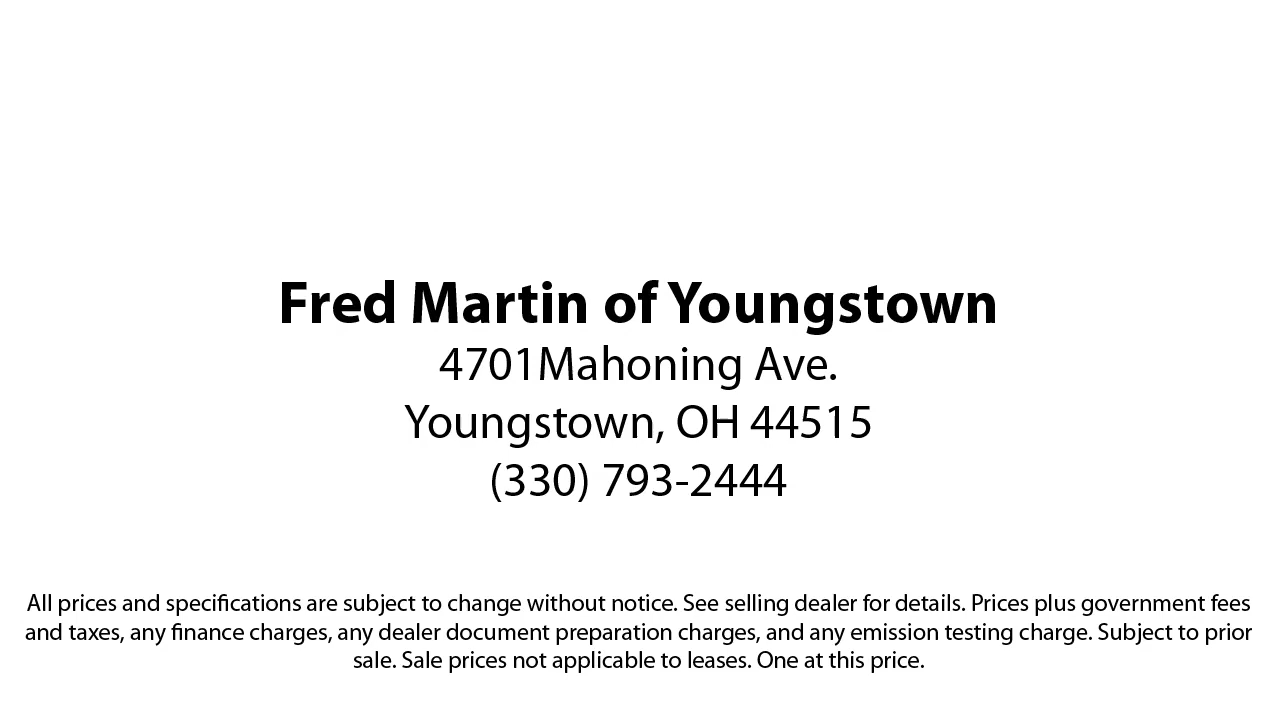 Fred Martin of Youngstown
4701Mahoning Ave.
Youngstown, OH 44515
(330) 793-2444
All prices and specifications are subject to change without notice. See selling dealer for details. Prices plus government fees
and taxes, any finance charges, any dealer document preparation charges, and any emission testing charge. Subject to prior
sale. Sale prices not applicable to leases. One at this price.